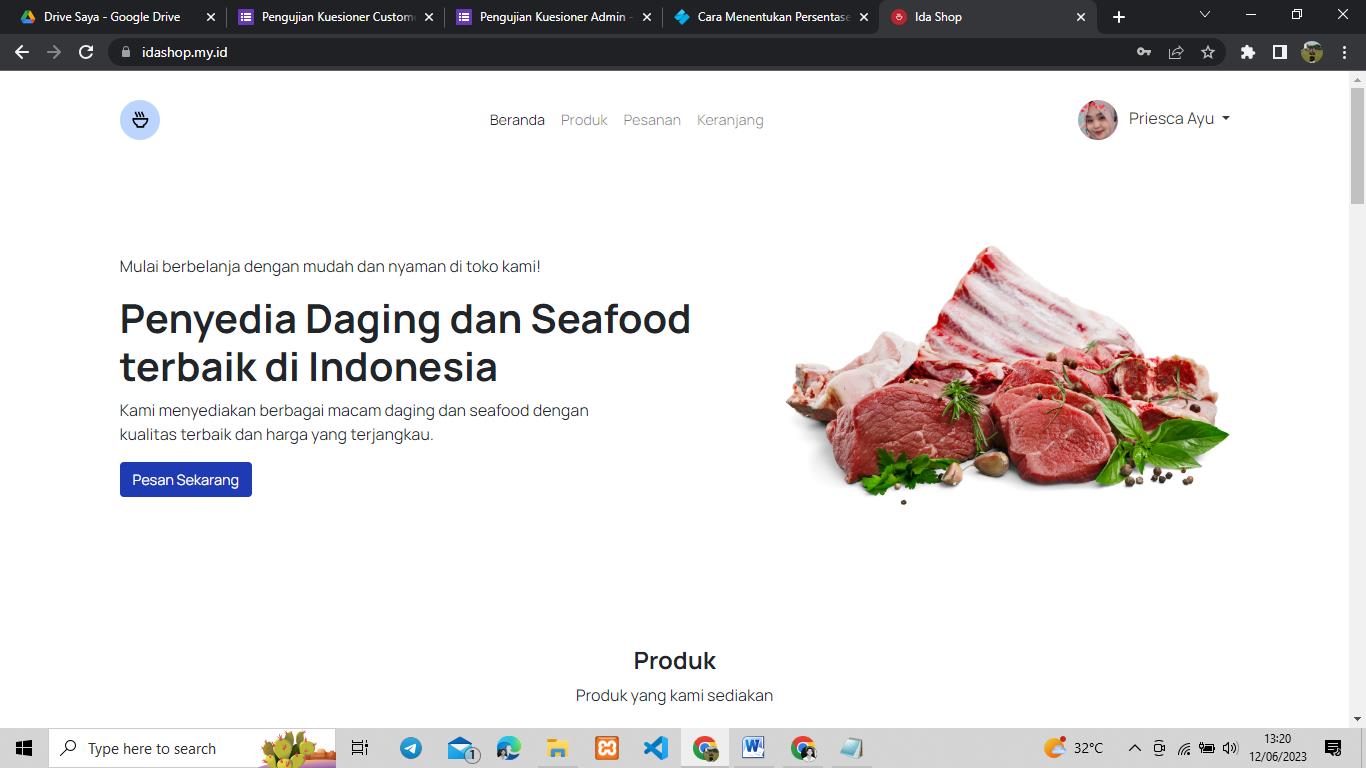 Drive Saya - Google Drive
Pengujian Kuesioner Custom
Pengujian Kuesioner Admin -
Cara Menentukan Persentase
Ida Shop
idashop.my.id
Beranda Produk Pesanan Keranjang
Priesca Ayu
Mulai berbelanja dengan mudah dan nyaman di toko kami!
Penyedia Daging dan Seafood
terbaik di Indonesia
Kami menyediakan berbagai macam daging dan seafood dengan
kualitas terbaik dan harga yang terjangkau.
Pesan Sekarang
Produk
Produk yang kami sediakan
Type here to search
1
32°C
13:20
12/06/2023